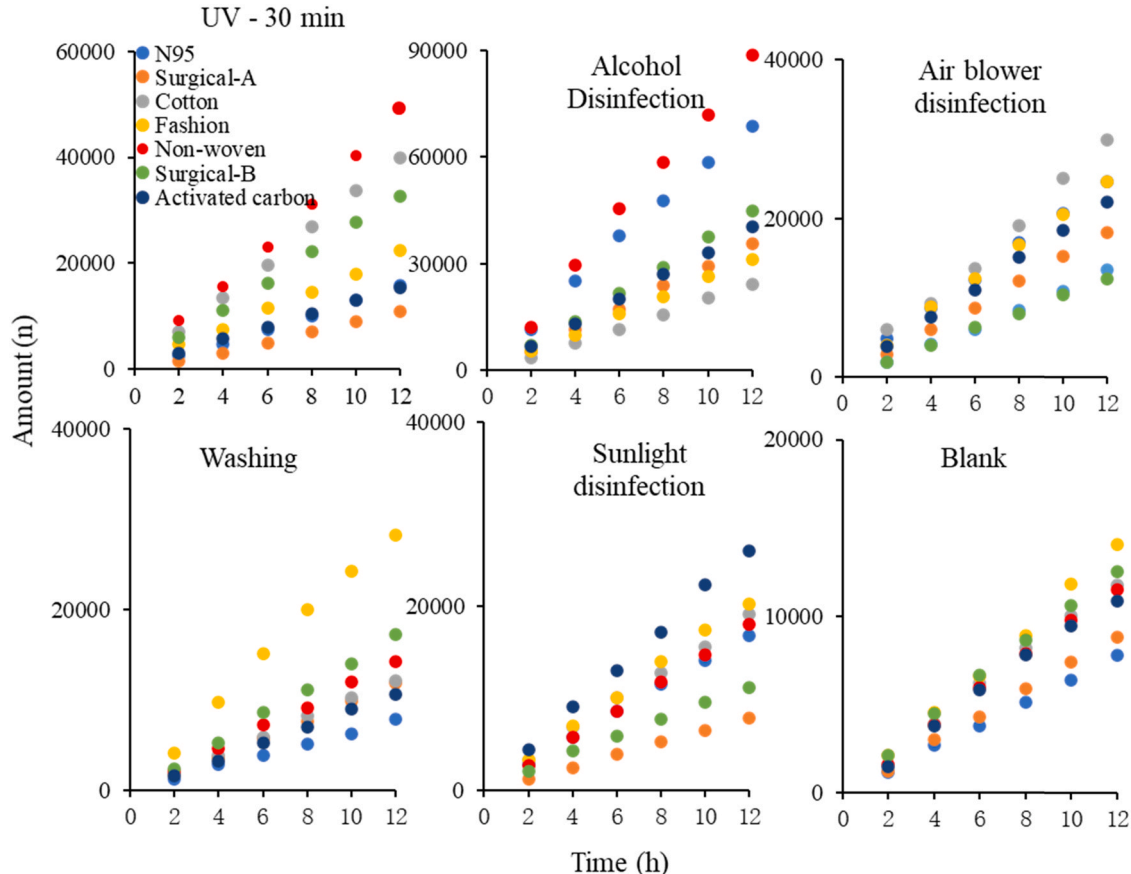 UV - 30 min
60000
40000
20000
0
N95
Surgical-A
Cotton
Fashion
Non-woven
Surgical-B
Activated carbon
0 2 4 6 8 10 12
90000
60000
30000
0
Alcohol
Disinfection
0 2 4 6 8 10 12
40000
20000
0
Air blower
disinfection
0 2 4 6 8 10 12
Amount (n)
40000
20000
0
Washing
0 2 4 6 8 10 12
40000
20000
0
Sunlight
disinfection
0 2 4 6 8 10 12
20000
10000
0
Blank
0 2 4 6 8 10 12
Time (h)